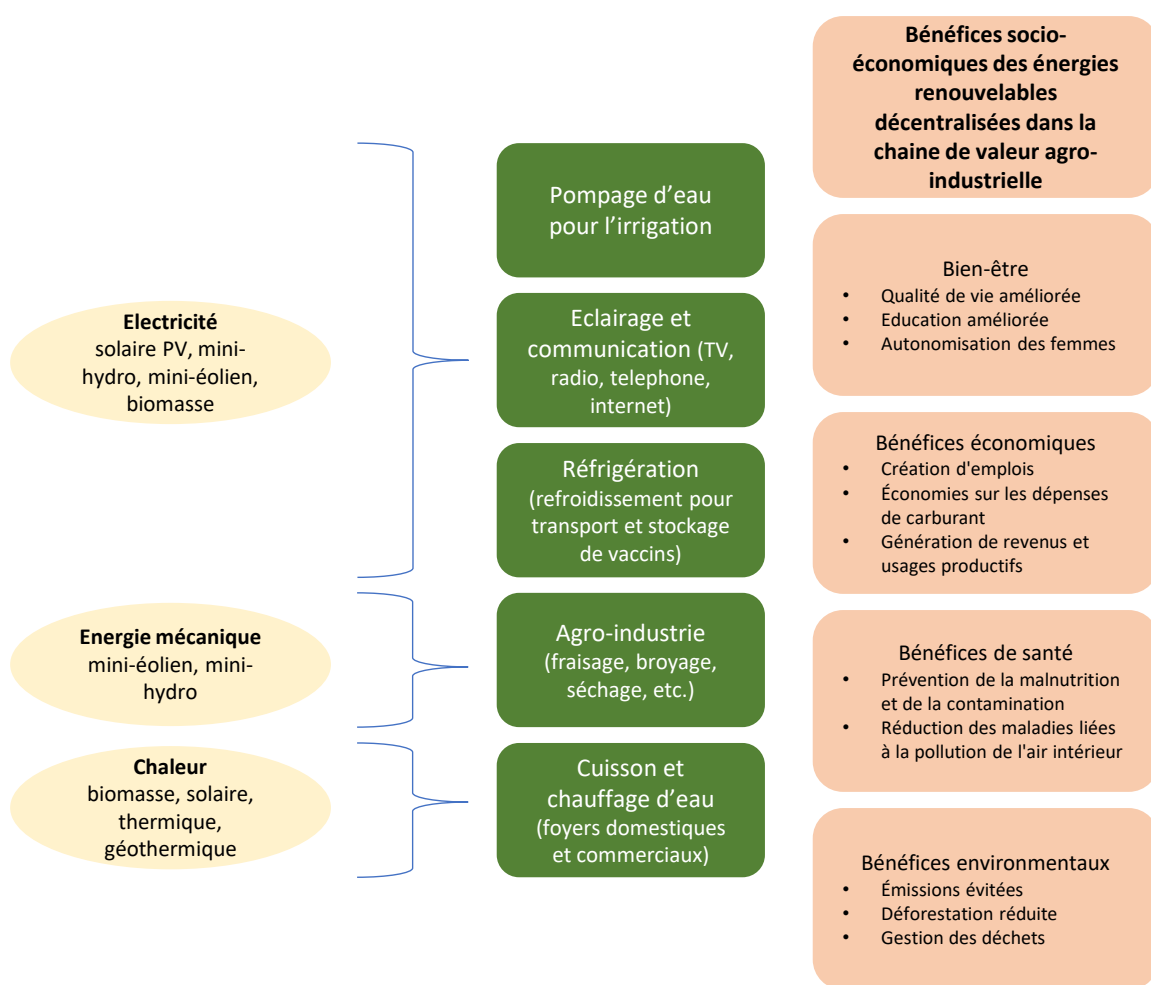 Electricité
solaire PV, mini-
hydro, mini-éolien,
biomasse
Energie mécanique
mini-éolien, mini-
hydro
Chaleur
biomasse, solaire,
thermique,
géothermique
Pompage d’eau
pour l’irrigation
Eclairage et
communication (TV,
radio, telephone,
internet)
Réfrigération
(refroidissement pour
transport et stockage
de vaccins)
Agro-industrie
(fraisage, broyage,
séchage, etc.)
Cuisson et
chauffage d’eau
(foyers domestiques
et commerciaux)
Bénéfices socio-
économiques des énergies
renouvelables
décentralisées dans la
chaine de valeur agro-
industrielle
Bien-être
• Qualité de vie améliorée
• Education améliorée
• Autonomisation des femmes
Bénéfices économiques
• Création d'emplois
• Économies sur les dépenses
de carburant
• Génération de revenus et
usages productifs
Bénéfices de santé
• Prévention de la malnutrition
et de la contamination
• Réduction des maladies liées
à la pollution de l'air intérieur
Bénéfices environmentaux
• Émissions évitées
• Déforestation réduite
• Gestion des déchets